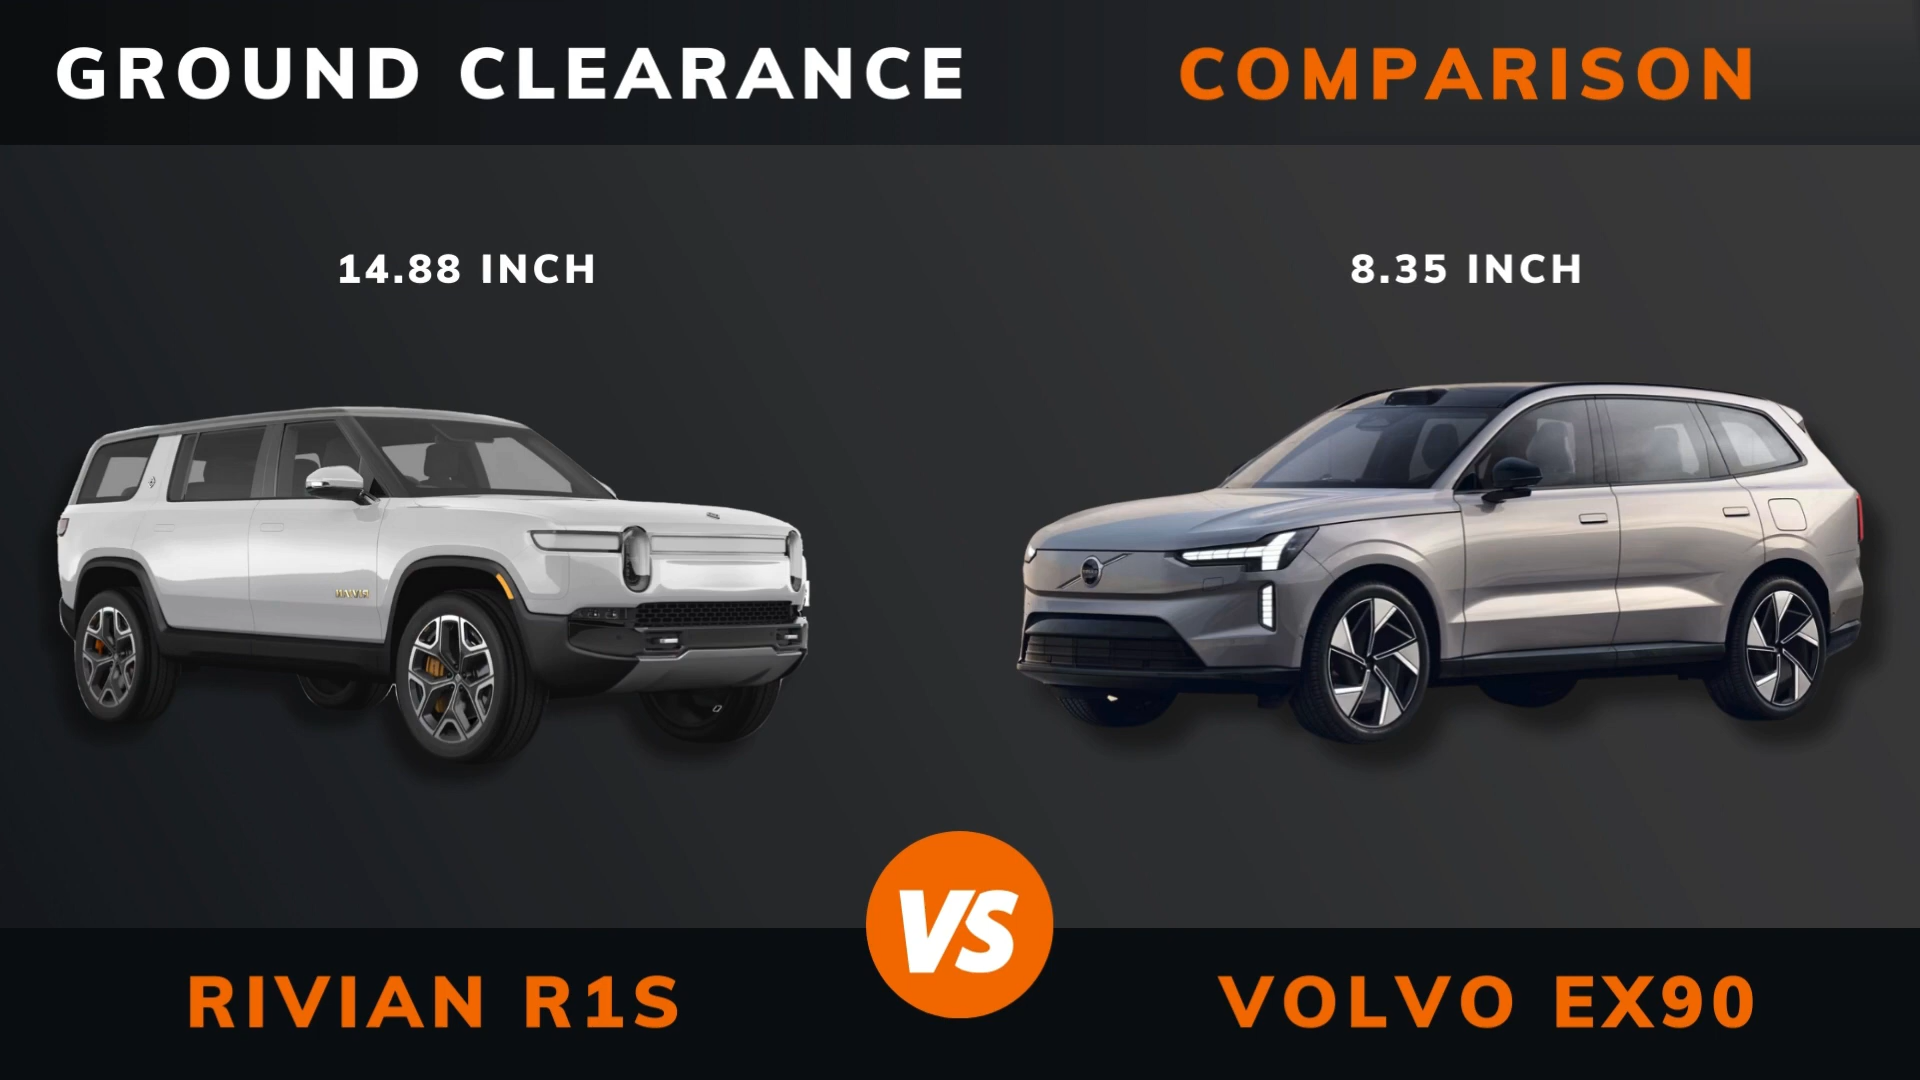 GROUND CLEARANCE COMPARISON
14.88 INCH
8.35 INCH
VS
RIVIAN R1S
VOLVO EX90